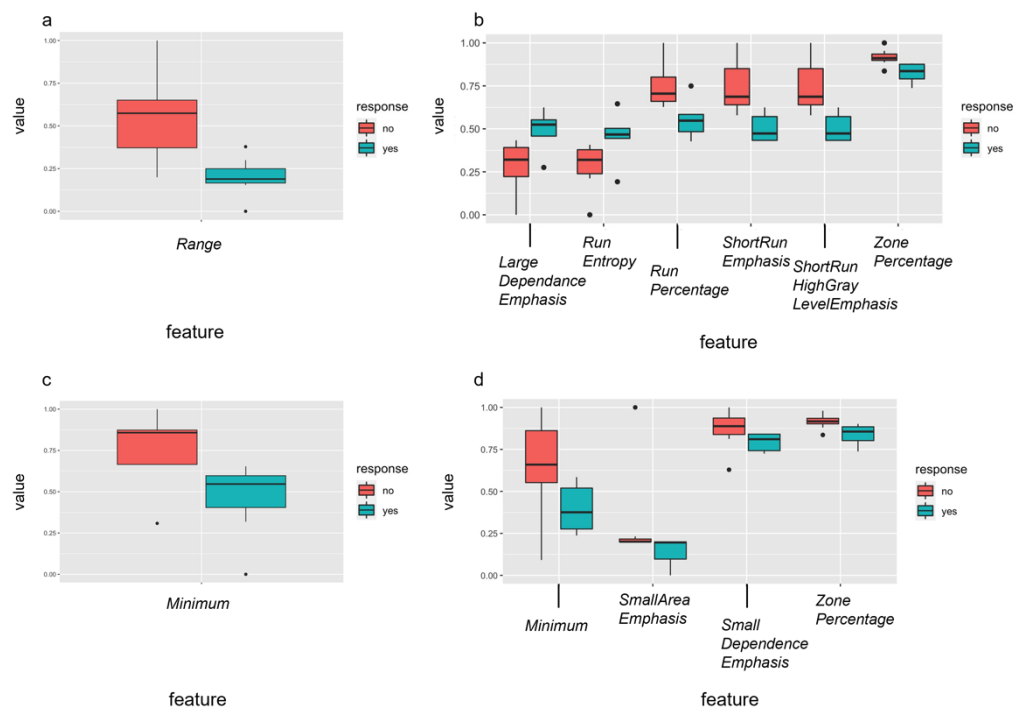 a
value
1.00
0.75
0.50
0.25
0.00
Range
feature
response
no
yes
b
value
1.00
0.75
0.50
0.25
0.00
Large
Dependance
Emphasis
Run
Entropy
Run
Percentage
ShortRun
Emphasis
ShortRun
HighGray
LevelEmphasis
Zone
Percentage
feature
response
no
yes
c
value
1.00
0.75
0.50
0.25
0.00
Minimum
feature
response
no
yes
d
value
1.00
0.75
0.50
0.25
0.00
Minimum
SmallArea
Emphasis
Small
Dependence
Emphasis
Zone
Percentage
feature
response
no
yes